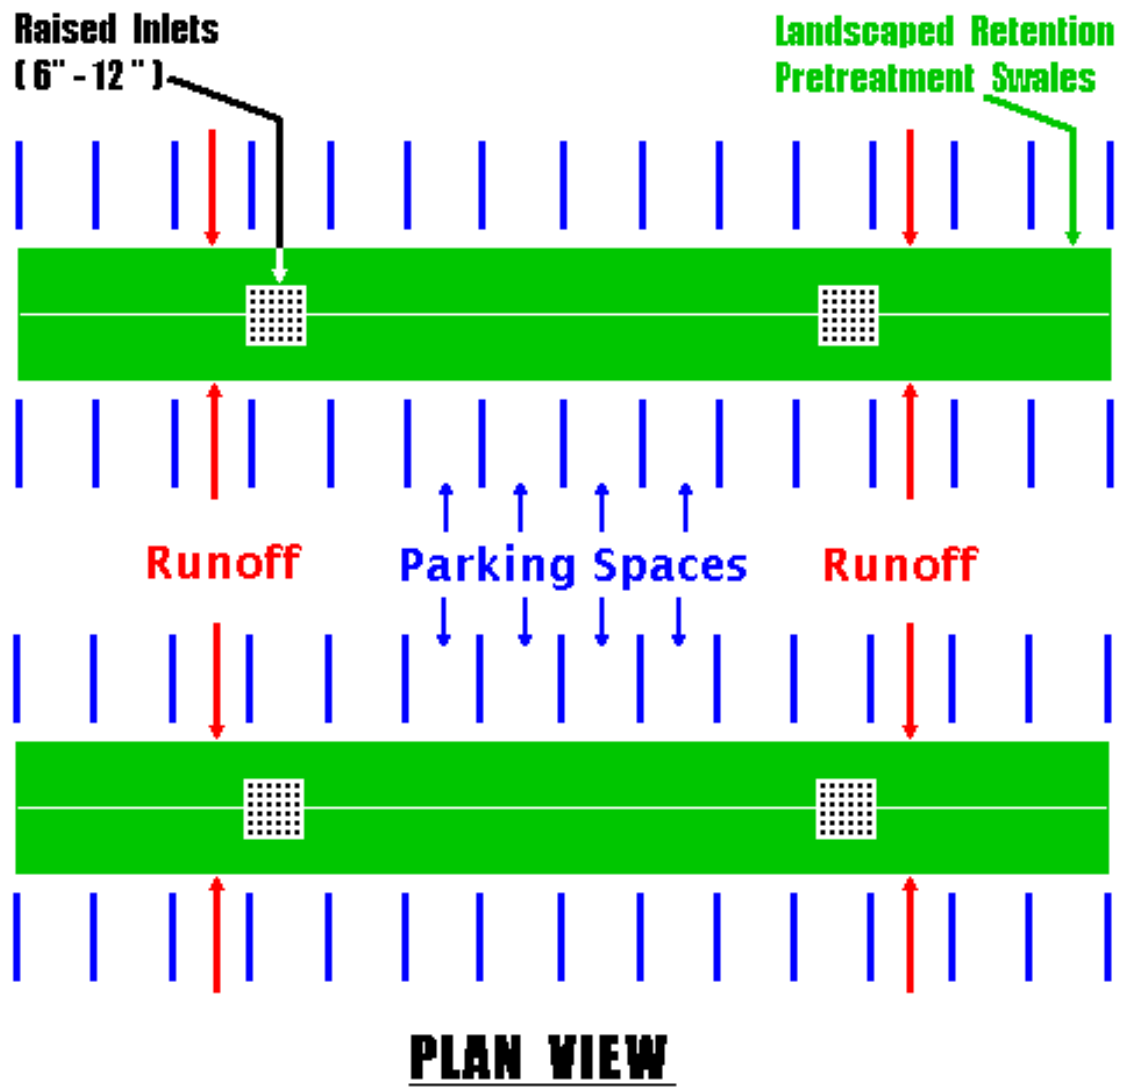 Raised Inlets
(6"-12")
Landscaped Retention
Pretreatment Swales
Runoff
Parking Spaces
Runoff
PLAN VIEW